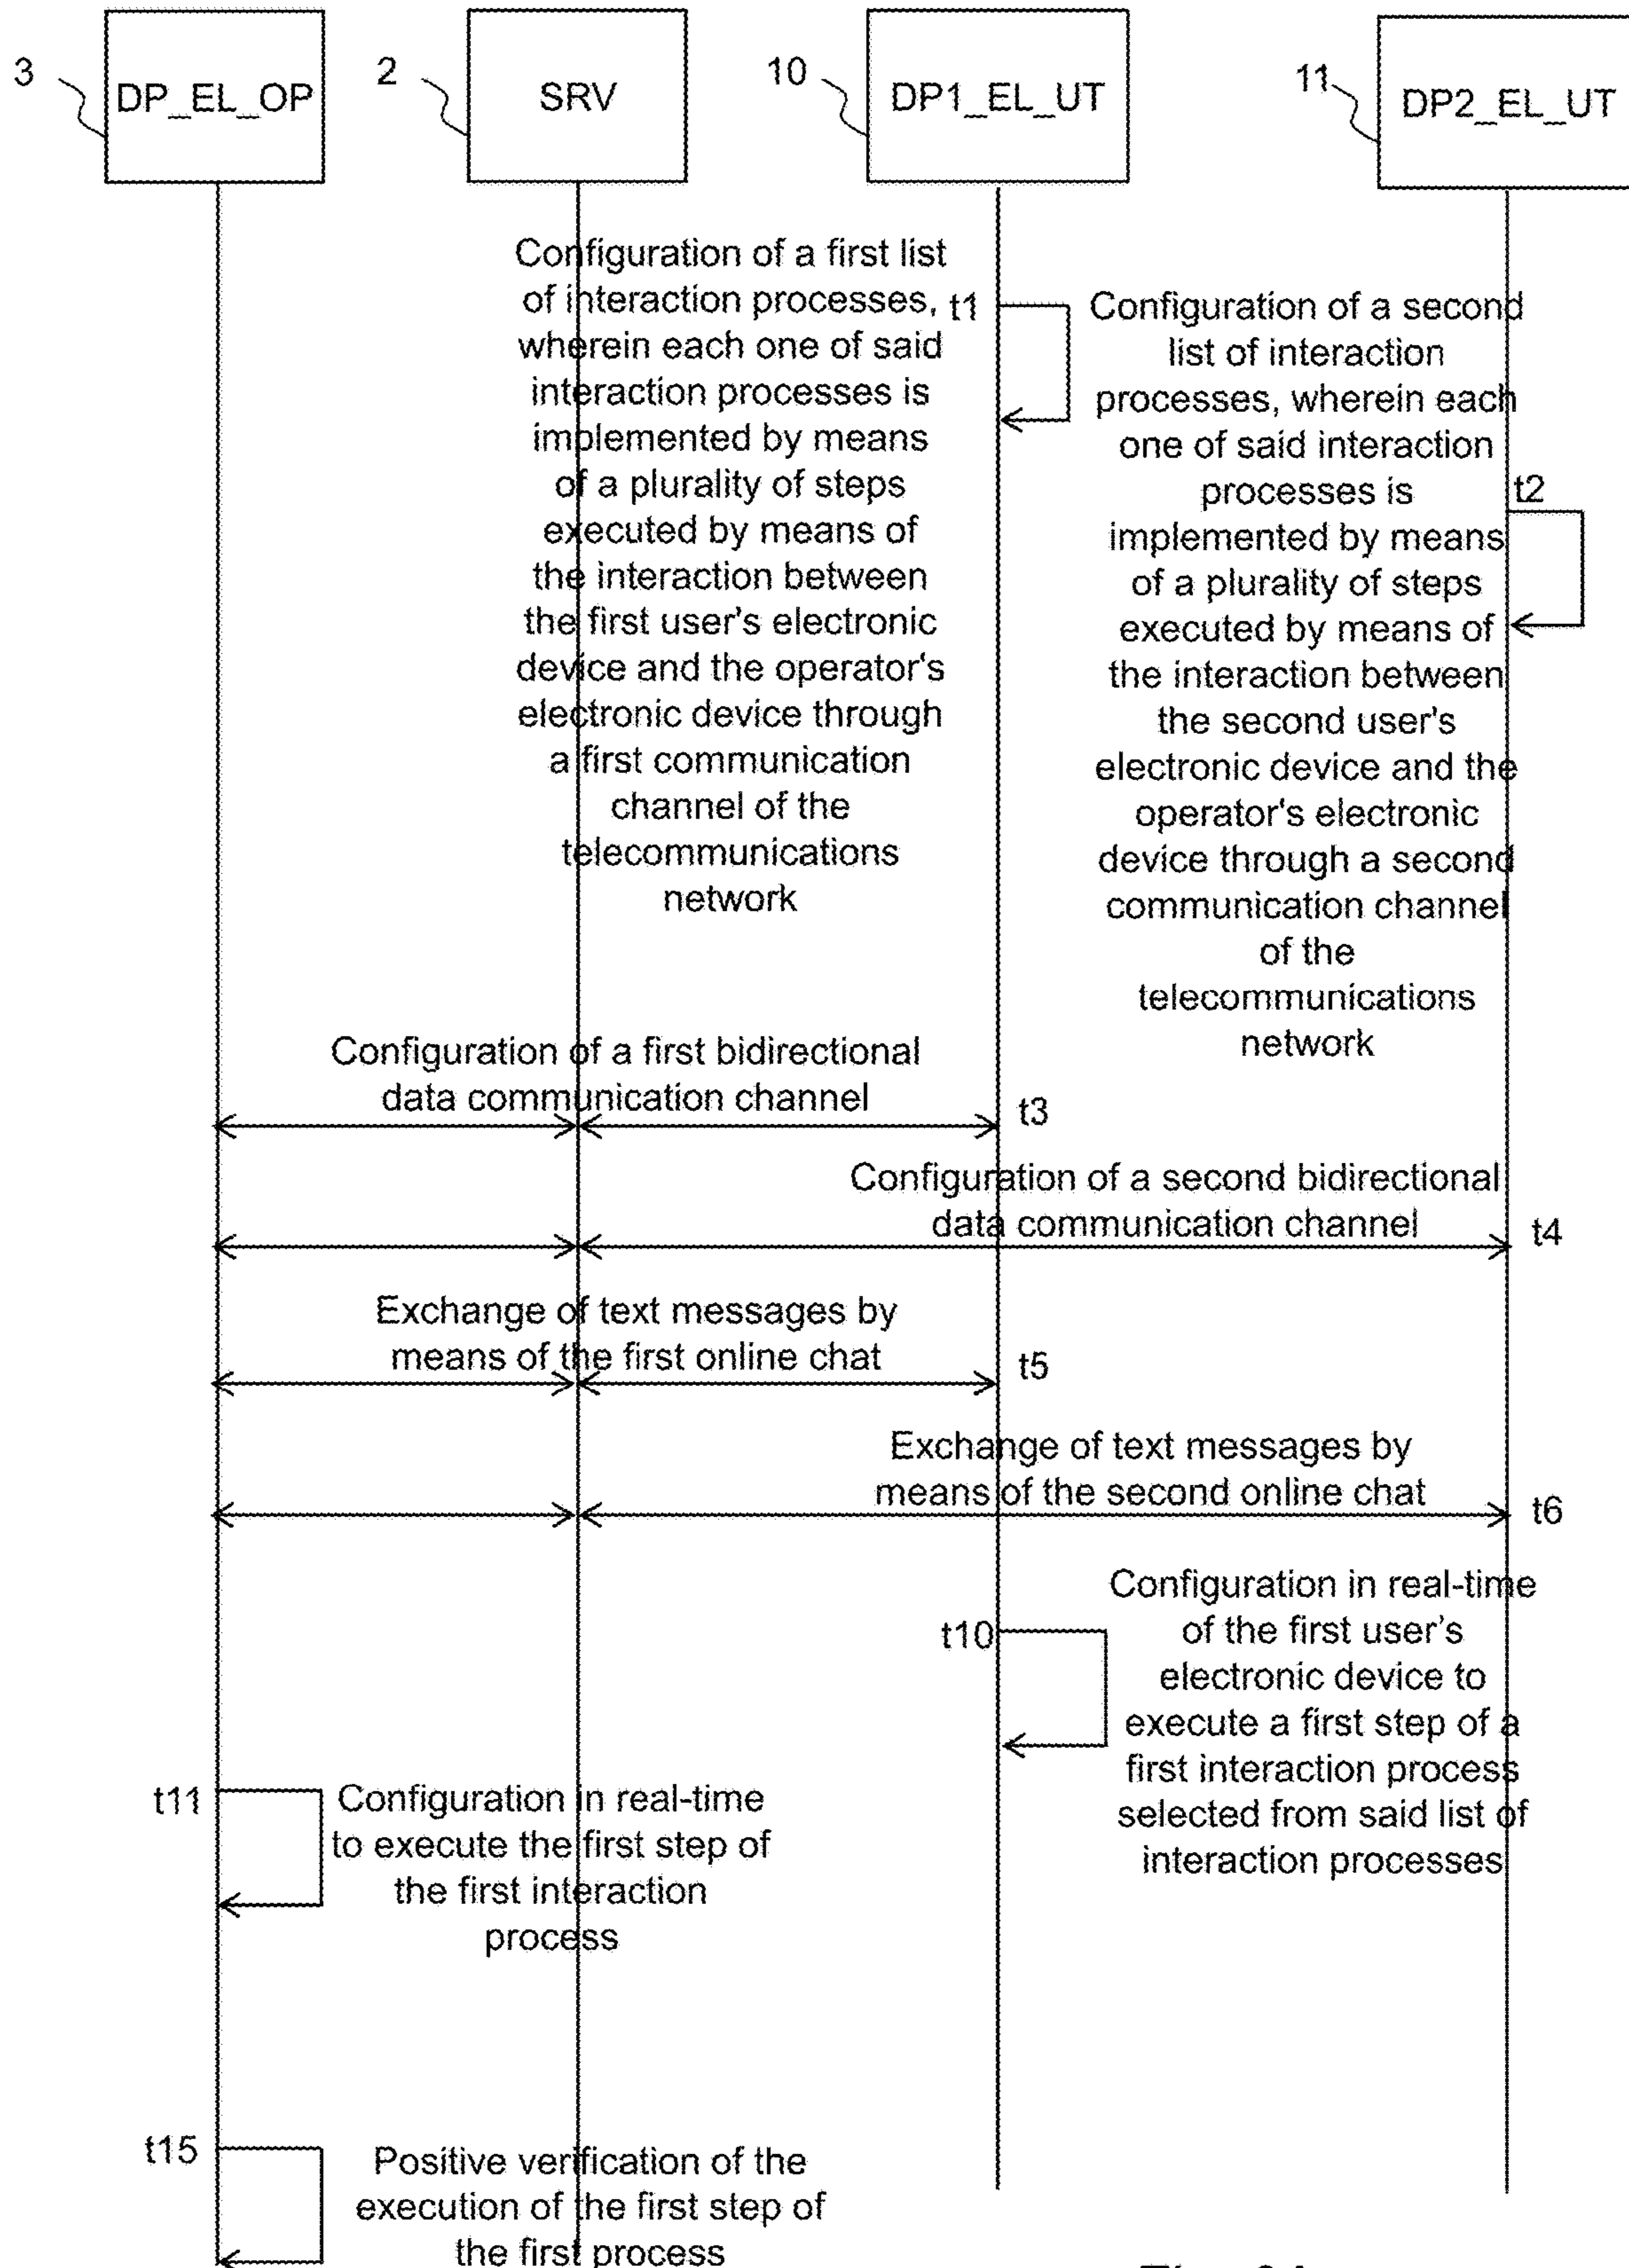 3
DP_EL_OP
2
SRV
10
DP1_EL_UT
11
DP2_EL_UT
Configuration of a first list
of interaction processes,
wherein each one of said
interaction processes is
implemented by means
of a plurality of steps
executed by means of
the interaction between
the first user's electronic
device and the operator's
electronic device through
a first communication
channel of the
telecommunications
network
t1
Configuration of a second
list of interaction
processes, wherein each
one of said interaction
processes is
implemented by means
of a plurality of steps
executed by means of
the interaction between
the second user's
electronic device and the
operator's electronic
device through a second
communication channel
of the
telecommunications
network
t2
Configuration of a first bidirectional
data communication channel
t3
Configuration of a second bidirectional
data communication channel
t4
Exchange of text messages by
means of the first online chat
t5
Exchange of text messages by
means of the second online chat
t6
t10
Configuration in real-time
of the first user's
electronic device to
execute a first step of a
first interaction process
selected from said list of
interaction processes
t11
Configuration in real-time
to execute the first step of
the first interaction
process
t15
Positive verification of the
execution of the first step of
the first process